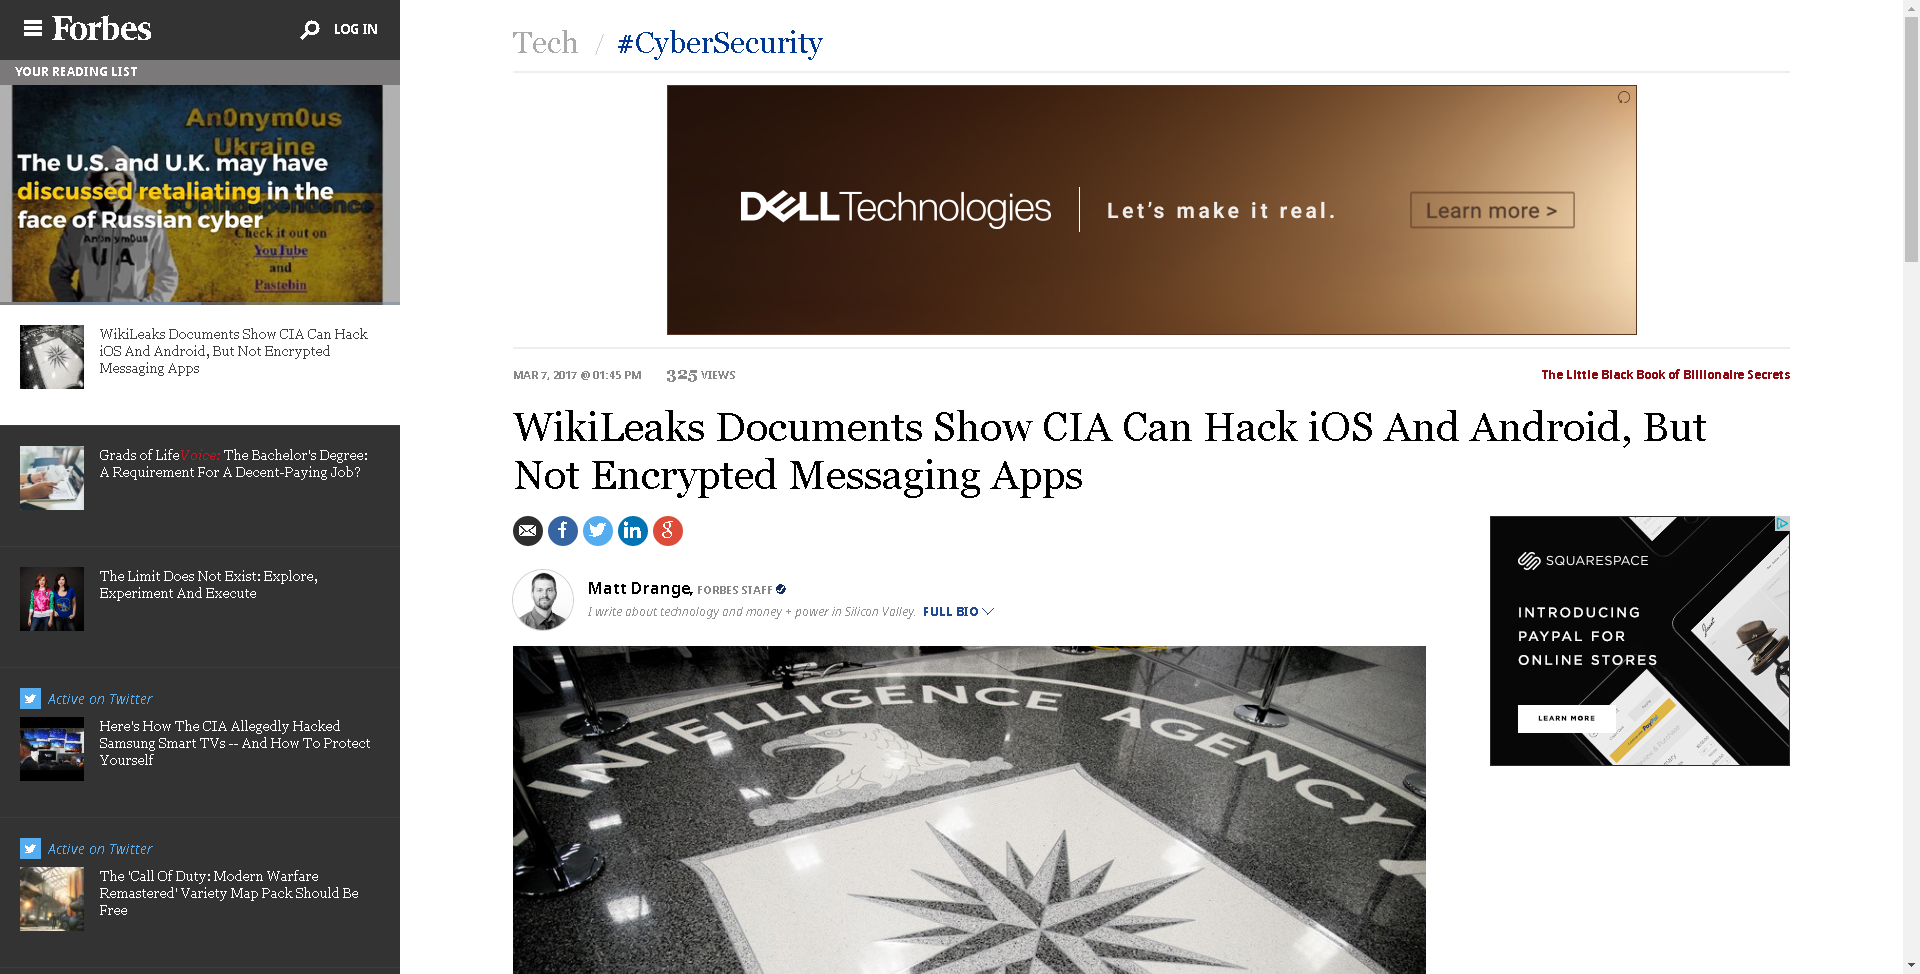 Forbes
LOG IN
YOUR READING LIST
An0nym0us
Ukraine
The U.S. and U.K. may have
discussed retaliating in the
face of Russian cyber
Check it out on
YouTube
and
Pastebin
UA
WikiLeaks Documents Show CIA Can Hack
iOS And Android, But Not Encrypted
Messaging Apps
Grads of LifeVoice: The Bachelor's Degree:
A Requirement For A Decent-Paying Job?
The Limit Does Not Exist: Explore,
Experiment And Execute
Active on Twitter
Here's How The CIA Allegedly Hacked
Samsung Smart TVs -- And How To Protect
Yourself
Active on Twitter
The 'Call Of Duty: Modern Warfare
Remastered' Variety Map Pack Should Be
Free
Tech / #CyberSecurity
DELL Technologies
Let's make it real.
Learn more >
MAR 7, 2017 @ 01:45 PM
325 VIEWS
The Little Black Book of Billionaire Secrets
WikiLeaks Documents Show CIA Can Hack iOS And Android, But
Not Encrypted Messaging Apps
Matt Drange, FORBES STAFF
I write about technology and money + power in Silicon Valley. FULL BIO
INTELLIGENCE AGENCY
SQUARESPACE
INTRODUCING
PAYPAL FOR
ONLINE STORES
LEARN MORE